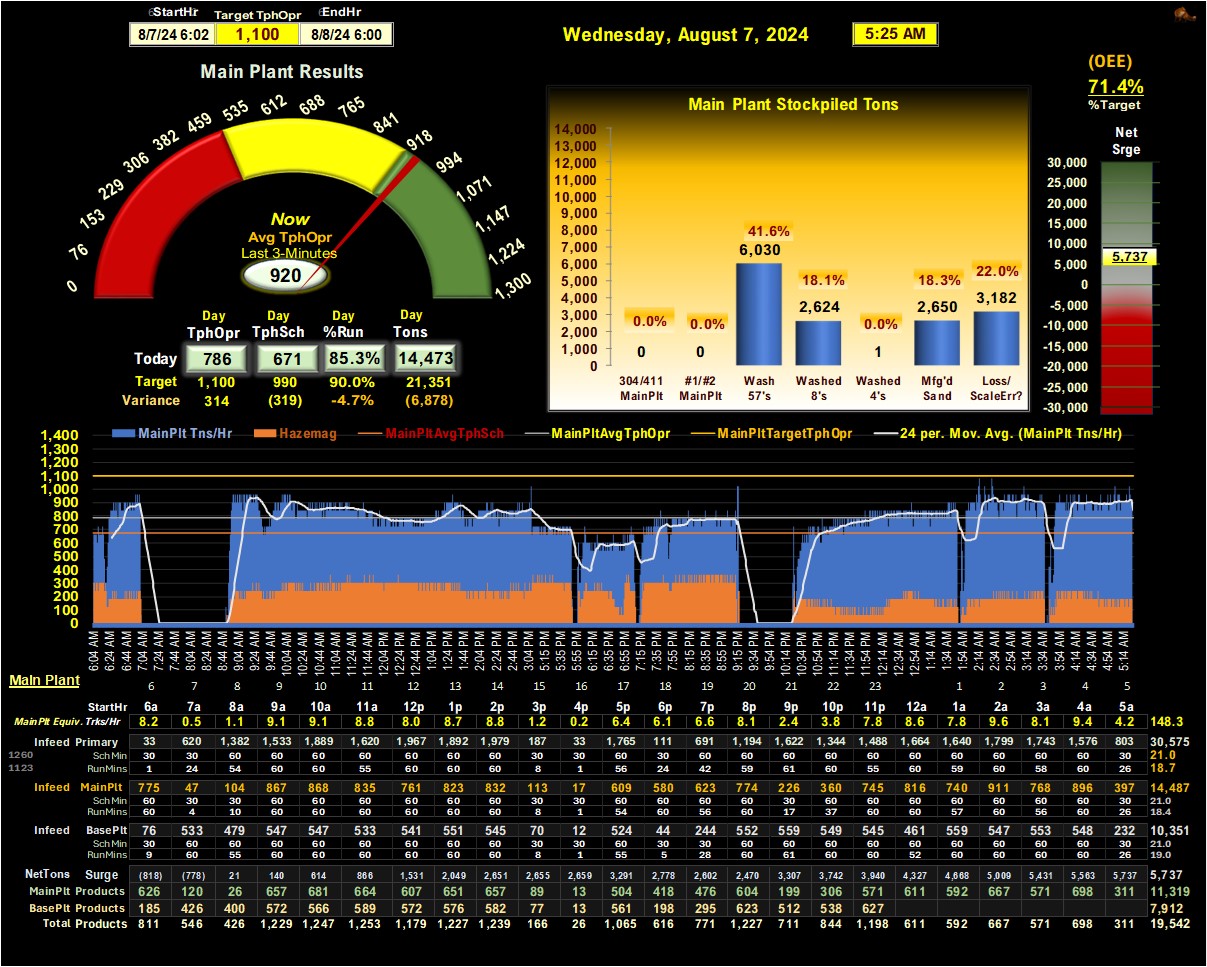 StartHr Target TphOpr EndHr
8/7/24 6:02 1,100 8/8/24 6:00
Wednesday, August 7, 2024 5:25 AM
(OEE)
71.4%
%Target
Main Plant Results
0 76 153 229 306 382 459 535 612 688 765 841 918 994 1,071 1,147 1,224 1,300
Now
Avg TphOpr
Last 3-Minutes
920
Day Day Day Day
TphOpr TphSch %Run Tons
Today 786 671 85.3% 14,473
Target 1,100 990 90.0% 21,351
Variance 314 (319) -4.7% (6,878)
Main Plant Stockpiled Tons
14,000
13,000
12,000
11,000
10,000
9,000
8,000
7,000
6,000
5,000
4,000
3,000
2,000
1,000
0
0.0% 0.0% 41.6% 18.1% 0.0% 18.3% 22.0%
0 0 6,030 2,624 1 2,650 3,182
304/411 #1/#2 Wash Washed Washed Mfg'd Loss/
MainPlt MainPlt 57's 8's 4's Sand ScaleErr?
Net
Srge
30,000
25,000
20,000
15,000
10,000
5,000
0
-5,000
-10,000
-15,000
-20,000
-25,000
-30,000
5.737
MainPlt Tns/Hr Hazemag MainPltAvgTphSch MainPltAvgTphOpr MainPltTargetTphOpr 24 per. Mov. Avg. (MainPlt Tns/Hr)
1,400
1,300
1,200
1,100
1,000
900
800
700
600
500
400
300
200
100
0
6:04 AM 6:24 AM 6:44 AM 7:04 AM 7:24 AM 7:44 AM 8:04 AM 8:24 AM 8:44 AM 9:04 AM 9:24 AM 9:44 AM 10:04 AM 10:24 AM 10:44 AM 11:04 AM 11:24 AM 11:44 AM 12:04 PM 12:24 PM 12:44 PM 1:04 PM 1:24 PM 1:44 PM 2:04 PM 2:24 PM 2:44 PM 3:04 PM 5:15 PM 5:35 PM 5:55 PM 6:15 PM 6:35 PM 6:55 PM 7:15 PM 7:35 PM 7:55 PM 8:15 PM 8:35 PM 8:55 PM 9:15 PM 9:34 PM 9:54 PM 10:14 PM 10:34 PM 10:54 PM 11:14 PM 11:34 PM 11:54 PM 12:14 AM 12:34 AM 12:54 AM 1:14 AM 1:34 AM 1:54 AM 2:14 AM 2:34 AM 2:54 AM 3:14 AM 3:34 AM 3:54 AM 4:14 AM 4:34 AM 4:54 AM 5:14 AM
Main Plant
6 7 8 9 10 11 12 13 14 15 16 17 18 19 20 21 22 23 1 2 3 4 5
StartHr 6a 7a 8a 9a 10a 11a 12p 1p 2p 3p 4p 5p 6p 7p 8p 9p 10p 11p 12a 1a 2a 3a 4a 5a
MainPlt Equiv. Trks/Hr 8.2 0.5 1.1 9.1 9.1 8.8 8.0 8.7 8.8 1.2 0.2 6.4 6.1 6.6 8.1 2.4 3.8 7.8 8.6 7.8 9.6 8.1 9.4 4.2 148.3
Infeed Primary 33 620 1,382 1,533 1,889 1,620 1,967 1,892 1,979 187 33 1,765 111 691 1,194 1,622 1,344 1,488 1,664 1,640 1,799 1,743 1,576 803 30,575
1260 Sch Min 30 30 60 60 60 60 60 60 60 30 30 60 30 30 60 60 60 60 60 60 60 60 60 30 21.0
1123 RunMins 1 24 54 60 60 55 60 60 60 8 1 56 24 42 59 61 60 55 60 59 60 58 60 26 18.7
Infeed MainPlt 775 47 104 867 868 835 761 823 832 113 17 609 580 623 774 226 360 745 816 740 911 768 896 397 14,487
Sch Min 60 30 30 60 60 60 60 60 60 30 30 60 60 60 60 30 60 60 60 60 60 60 60 30 21.0
RunMins 60 4 10 60 60 60 60 60 60 8 1 54 60 56 60 17 37 60 60 57 60 56 60 26 18.4
Infeed BasePlt 76 533 479 547 547 533 541 551 545 70 12 524 44 244 552 559 549 545 461 559 547 553 548 232 10,351
Sch Min 30 60 60 60 60 60 60 60 60 30 30 60 30 30 60 60 60 60 60 60 60 60 60 30 21.0
RunMins 9 60 55 60 60 60 60 60 60 8 1 55 5 28 60 61 60 60 52 60 60 60 60 26 19.0
NetTons Surge (818) (778) 21 140 614 866 1,531 2,049 2,651 2,655 2,659 3,291 2,778 2,602 2,470 3,307 3,742 3,940 4,327 4,668 5,009 5,431 5,563 5,737 5,737
MainPlt Products 626 120 26 657 681 664 607 651 657 89 13 504 418 476 604 199 306 571 611 592 667 571 698 311 11,319
BasePlt Products 185 426 400 572 566 589 572 576 582 77 13 561 198 295 623 512 538 627 7,912
Total Products 811 546 426 1,229 1,247 1,253 1,179 1,227 1,239 166 26 1,065 616 771 1,227 711 844 1,198 611 592 667 571 698 311 19,542